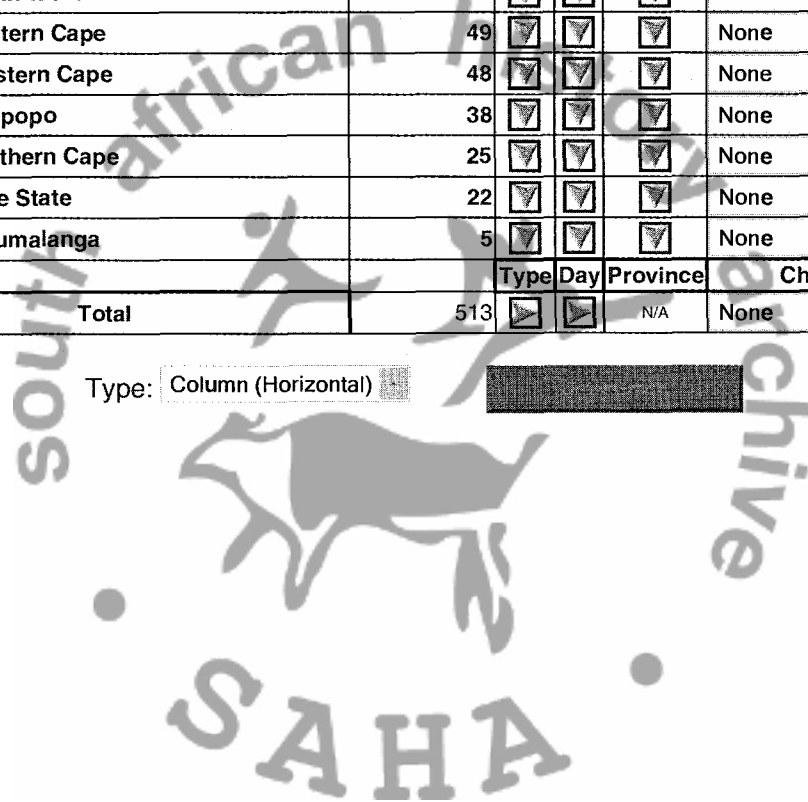 tern Cape 49 None
stern Cape 48 None
popo 38 None
thern Cape 25 None
e State 22 None
umalanga 5 None
Type Day Province Ch
Total 513 N/A None
Type: Column (Horizontal)
south african history archive
SAHA